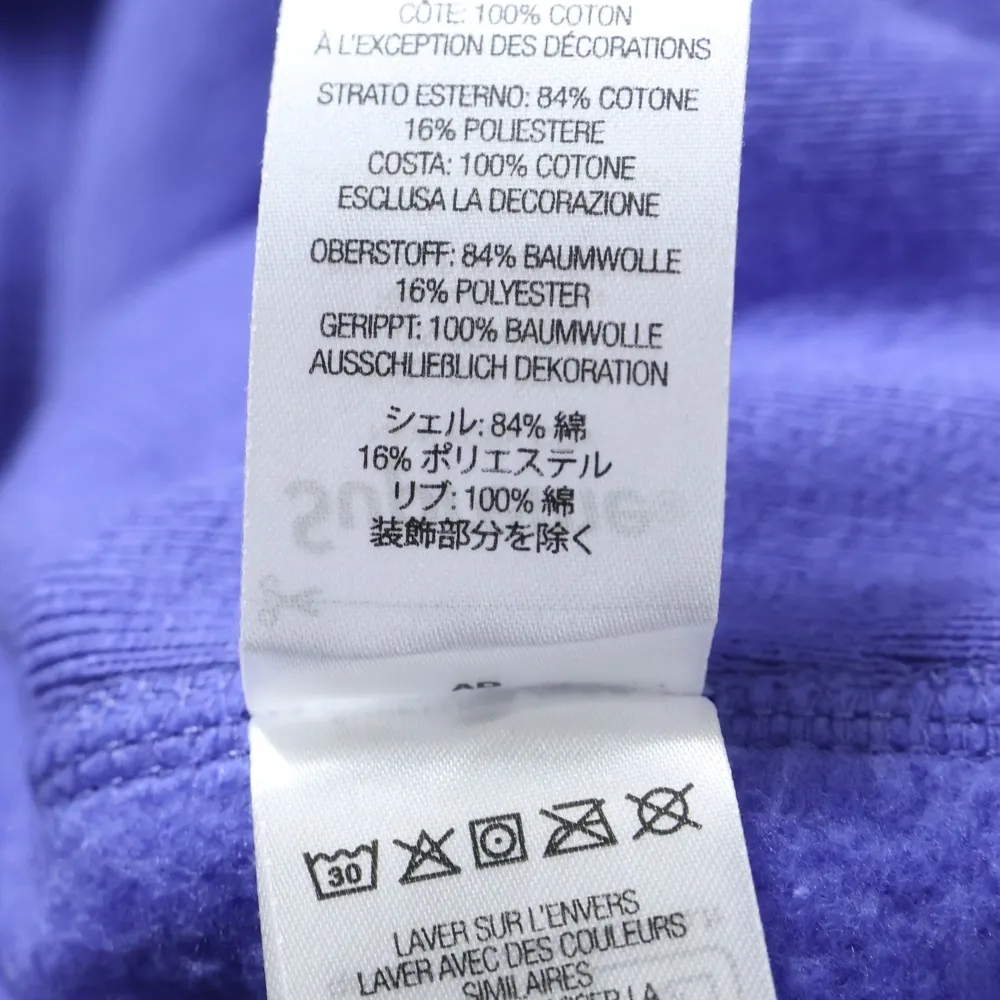 CÔTE: 100% COTON
À L'EXCEPTION DES DÉCORATIONS
STRATO ESTERNO: 84% COTONE
16% POLIESTERE
COSTA: 100% COTONE
ESCLUSA LA DECORAZIONE
OBERSTOFF: 84% BAUMWOLLE
16% POLYESTER
GERIPPT: 100% BAUMWOLLE
AUSSCHLIEßLICH DEKORATION
シェル: 84% 綿
16% ポリエステル
リブ: 100% 綿
装飾部分を除く
30
LAVER SUR L'ENVERS
LAVER AVEC DES COULEURS
SIMILAIRES
LA